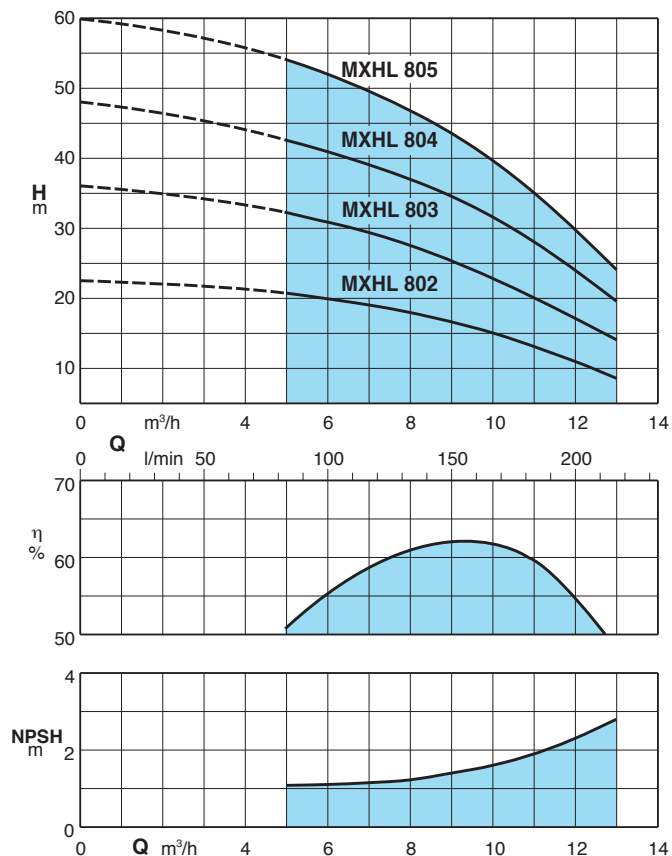 60
50
40
30
20
10
H
m
MXHL 805
MXHL 804
MXHL 803
MXHL 802
0 m³/h 4 6 8 10 12 14
Q
0 l/min 50 100 150 200
70
60
50
η
%
4
2
0
NPSH
m
0 Q m³/h 4 6 8 10 12 14